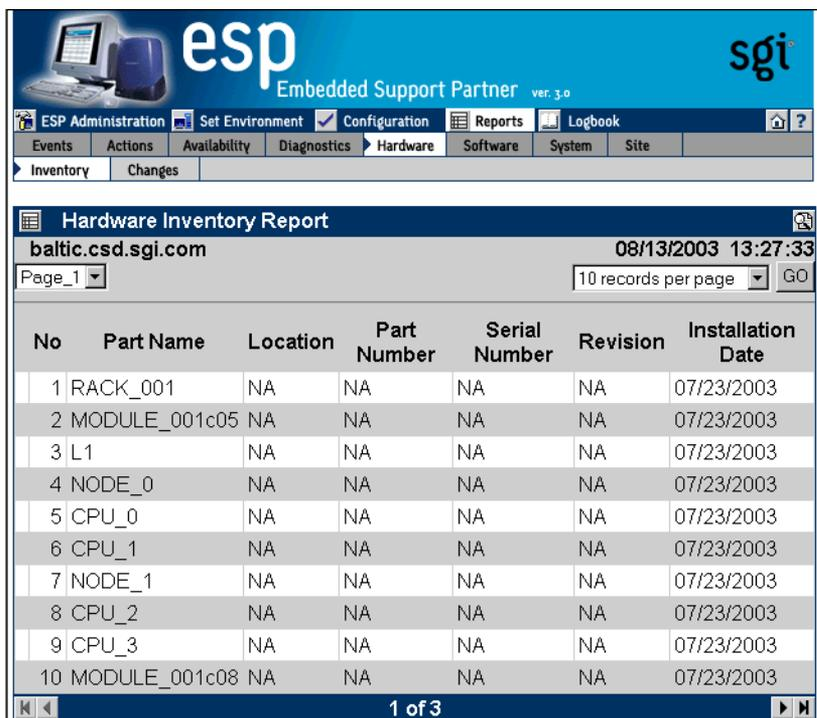 esp
Embedded Support Partner ver. 3.0
sgi
ESP Administration Set Environment Configuration Reports Logbook ?
Events Actions Availability Diagnostics Hardware Software System Site
Inventory Changes
Hardware Inventory Report
baltic.csd.sgi.com 08/13/2003 13:27:33
Page_1 10 records per page GO
No Part Name Location Part Number Serial Number Revision Installation Date
1 RACK_001 NA NA NA NA 07/23/2003
2 MODULE_001c05 NA NA NA NA 07/23/2003
3 L1 NA NA NA NA 07/23/2003
4 NODE_0 NA NA NA NA 07/23/2003
5 CPU_0 NA NA NA NA 07/23/2003
6 CPU_1 NA NA NA NA 07/23/2003
7 NODE_1 NA NA NA NA 07/23/2003
8 CPU_2 NA NA NA NA 07/23/2003
9 CPU_3 NA NA NA NA 07/23/2003
10 MODULE_001c08 NA NA NA NA 07/23/2003
1 of 3